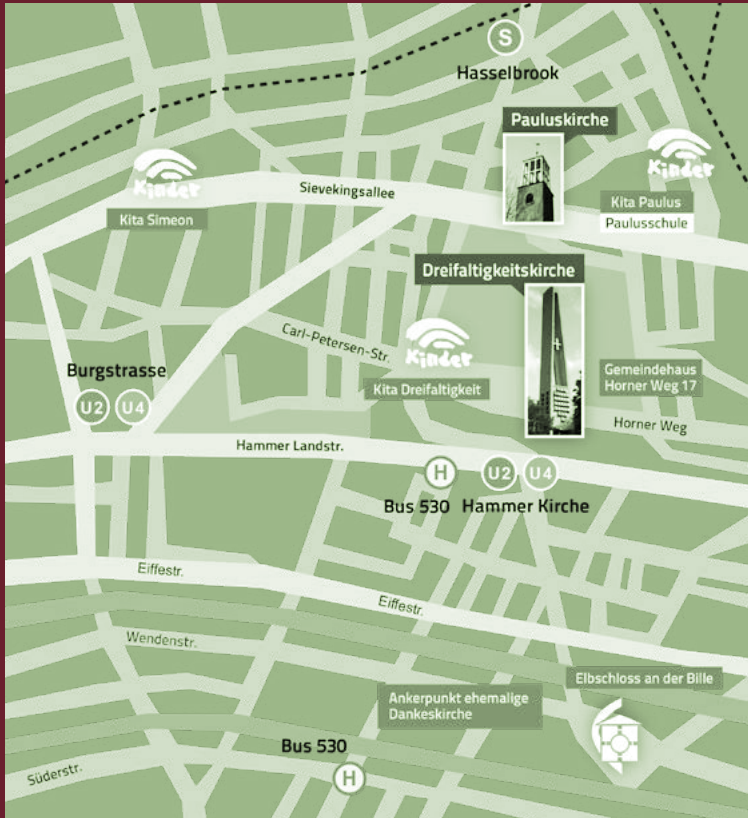 S
Hasselbrook
Pauluskirche
Kinder
Kinder
Sievekingsallee
Kita Paulus
Kita Simeon
Paulusschule
Dreifaltigkeitskirche
Carl-Petersen-Str.
Kinder
Burgstrasse
Gemeindehaus
Horner Weg 17
Kita Dreifaltigkeit
U2 U4
Horner Weg
Hammer Landstr.
H U2 U4
Bus 530 Hammer Kirche
Eiffestr.
Eiffestr.
Wendenstr.
Elbschloss an der Bille
Ankerpunkt ehemalige
Dankeskirche
Bus 530
Süderstr.
H